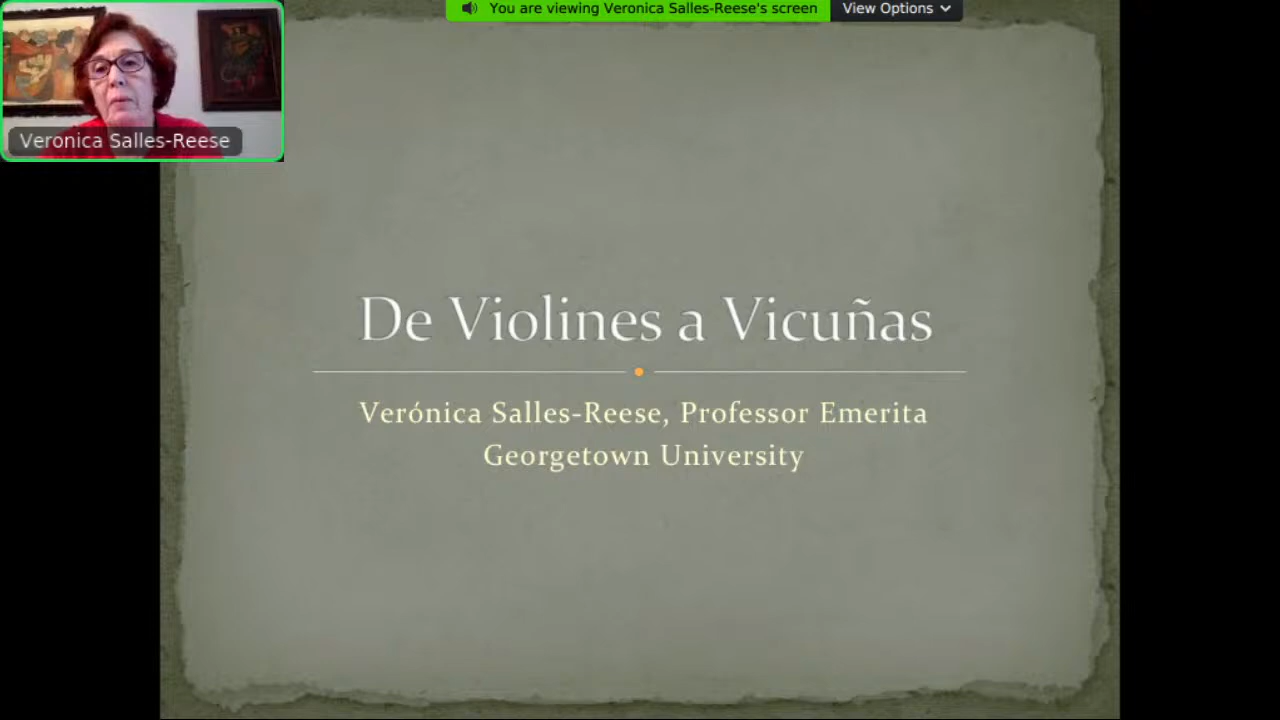 You are viewing Veronica Salles-Reese's screen
View Options
Veronica Salles-Reese
De Violines a Vicuñas
Verónica Salles-Reese, Professor Emerita
Georgetown University